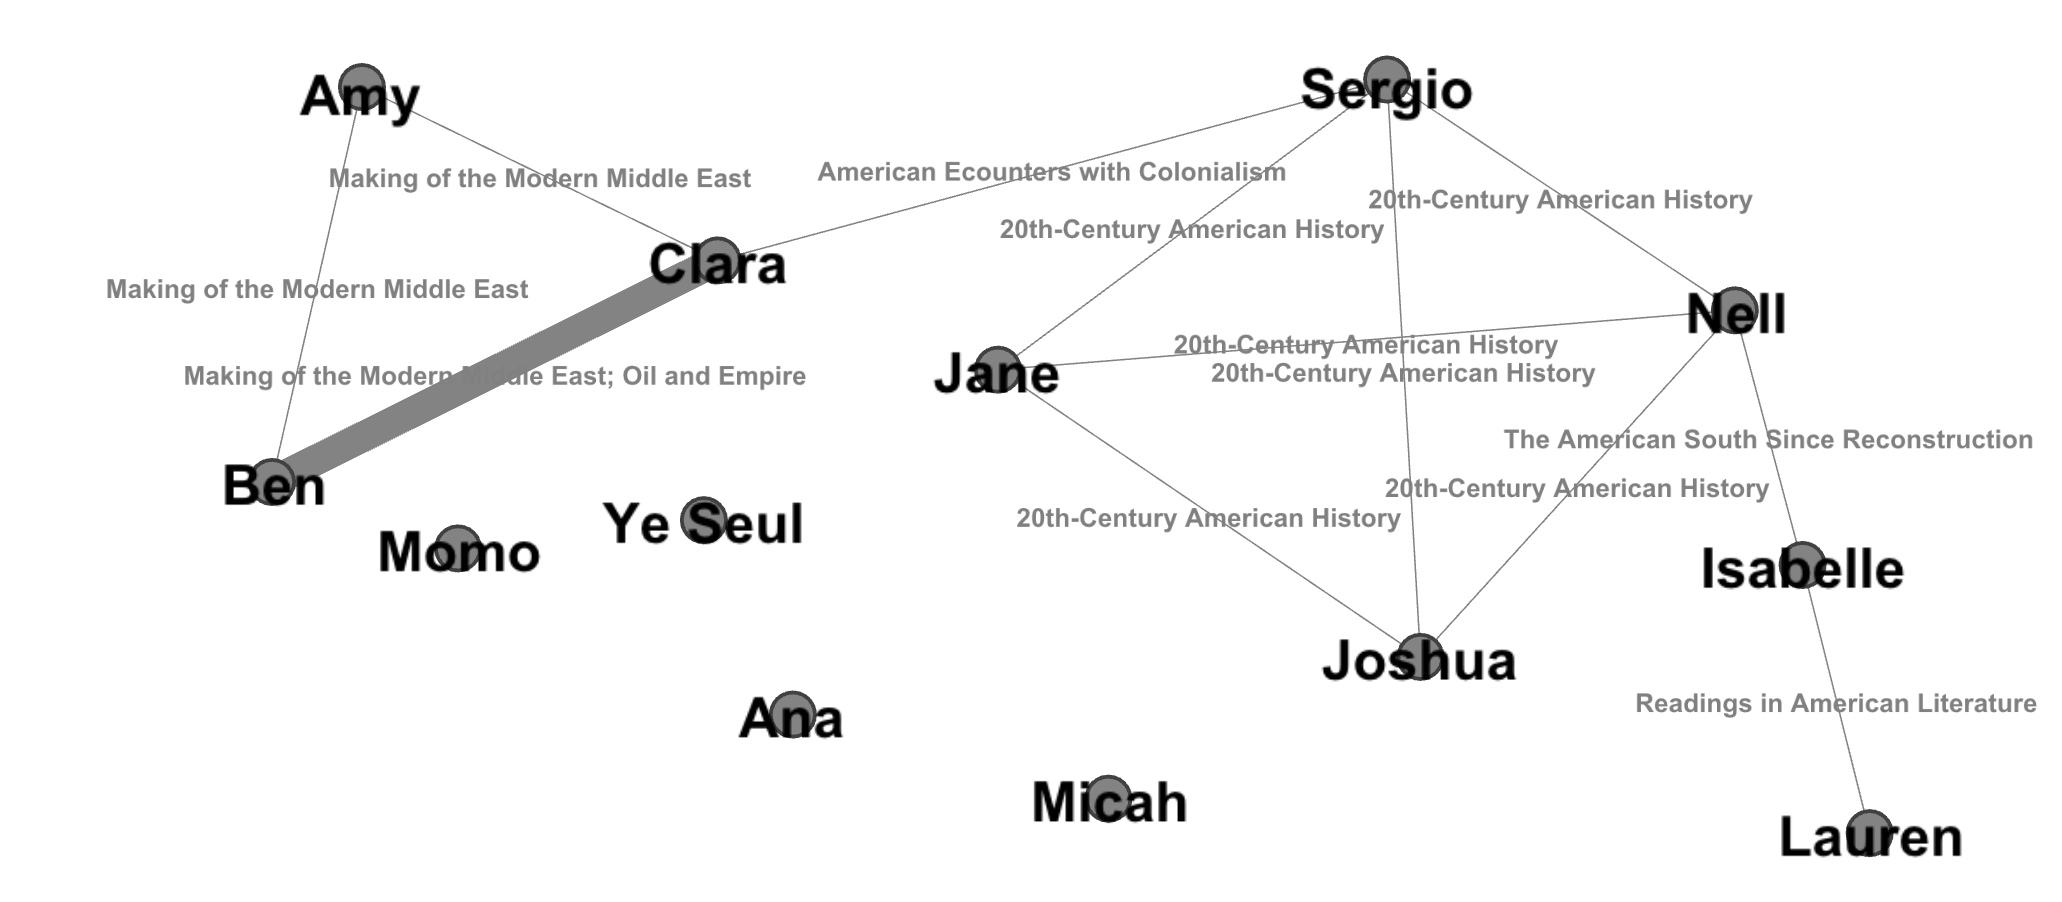 Amy
Sergio
Making of the Modern Middle East
American Ecounters with Colonialism
20th-Century American History
20th-Century American History
Clara
Making of the Modern Middle East
Nell
20th-Century American History
Jane
Making of the Modern Middle East; Oil and Empire
20th-Century American History
The American South Since Reconstruction
Ben
20th-Century American History
20th-Century American History
Ye Seul
Momo
Isabelle
Joshua
Readings in American Literature
Ana
Micah
Lauren